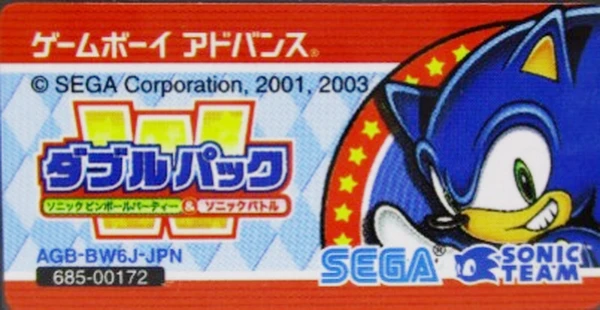 ゲームボーイ アドバンス®
© SEGA Corporation, 2001, 2003
W
ダブルパック
ソニック ピンボールパーティー & ソニックバトル
AGB-BW6J-JPN
685-00172
SEGA®
SONIC TEAM